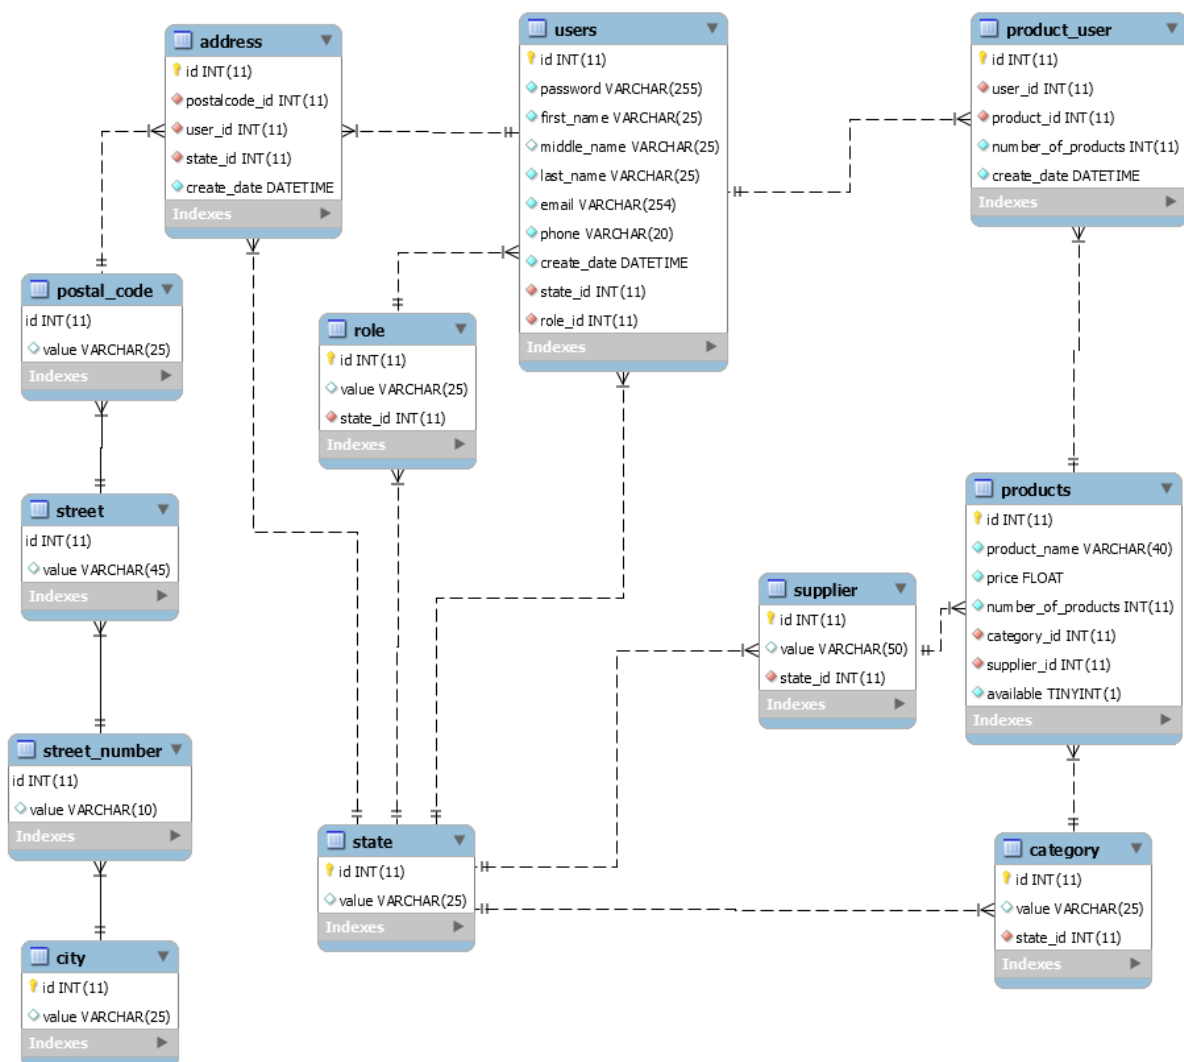 address
id INT(11)
postalcode_id INT(11)
user_id INT(11)
state_id INT(11)
create_date DATETIME
Indexes
users
id INT(11)
password VARCHAR(255)
first_name VARCHAR(25)
middle_name VARCHAR(25)
last_name VARCHAR(25)
email VARCHAR(254)
phone VARCHAR(20)
create_date DATETIME
state_id INT(11)
role_id INT(11)
Indexes
product_user
id INT(11)
user_id INT(11)
product_id INT(11)
number_of_products INT(11)
create_date DATETIME
Indexes
postal_code
id INT(11)
value VARCHAR(25)
Indexes
role
id INT(11)
value VARCHAR(25)
state_id INT(11)
Indexes
street
id INT(11)
value VARCHAR(45)
Indexes
products
id INT(11)
product_name VARCHAR(40)
price FLOAT
number_of_products INT(11)
category_id INT(11)
supplier_id INT(11)
available TINYINT(1)
Indexes
supplier
id INT(11)
value VARCHAR(50)
state_id INT(11)
Indexes
street_number
id INT(11)
value VARCHAR(10)
Indexes
state
id INT(11)
value VARCHAR(25)
Indexes
category
id INT(11)
value VARCHAR(25)
state_id INT(11)
Indexes
city
id INT(11)
value VARCHAR(25)
Indexes